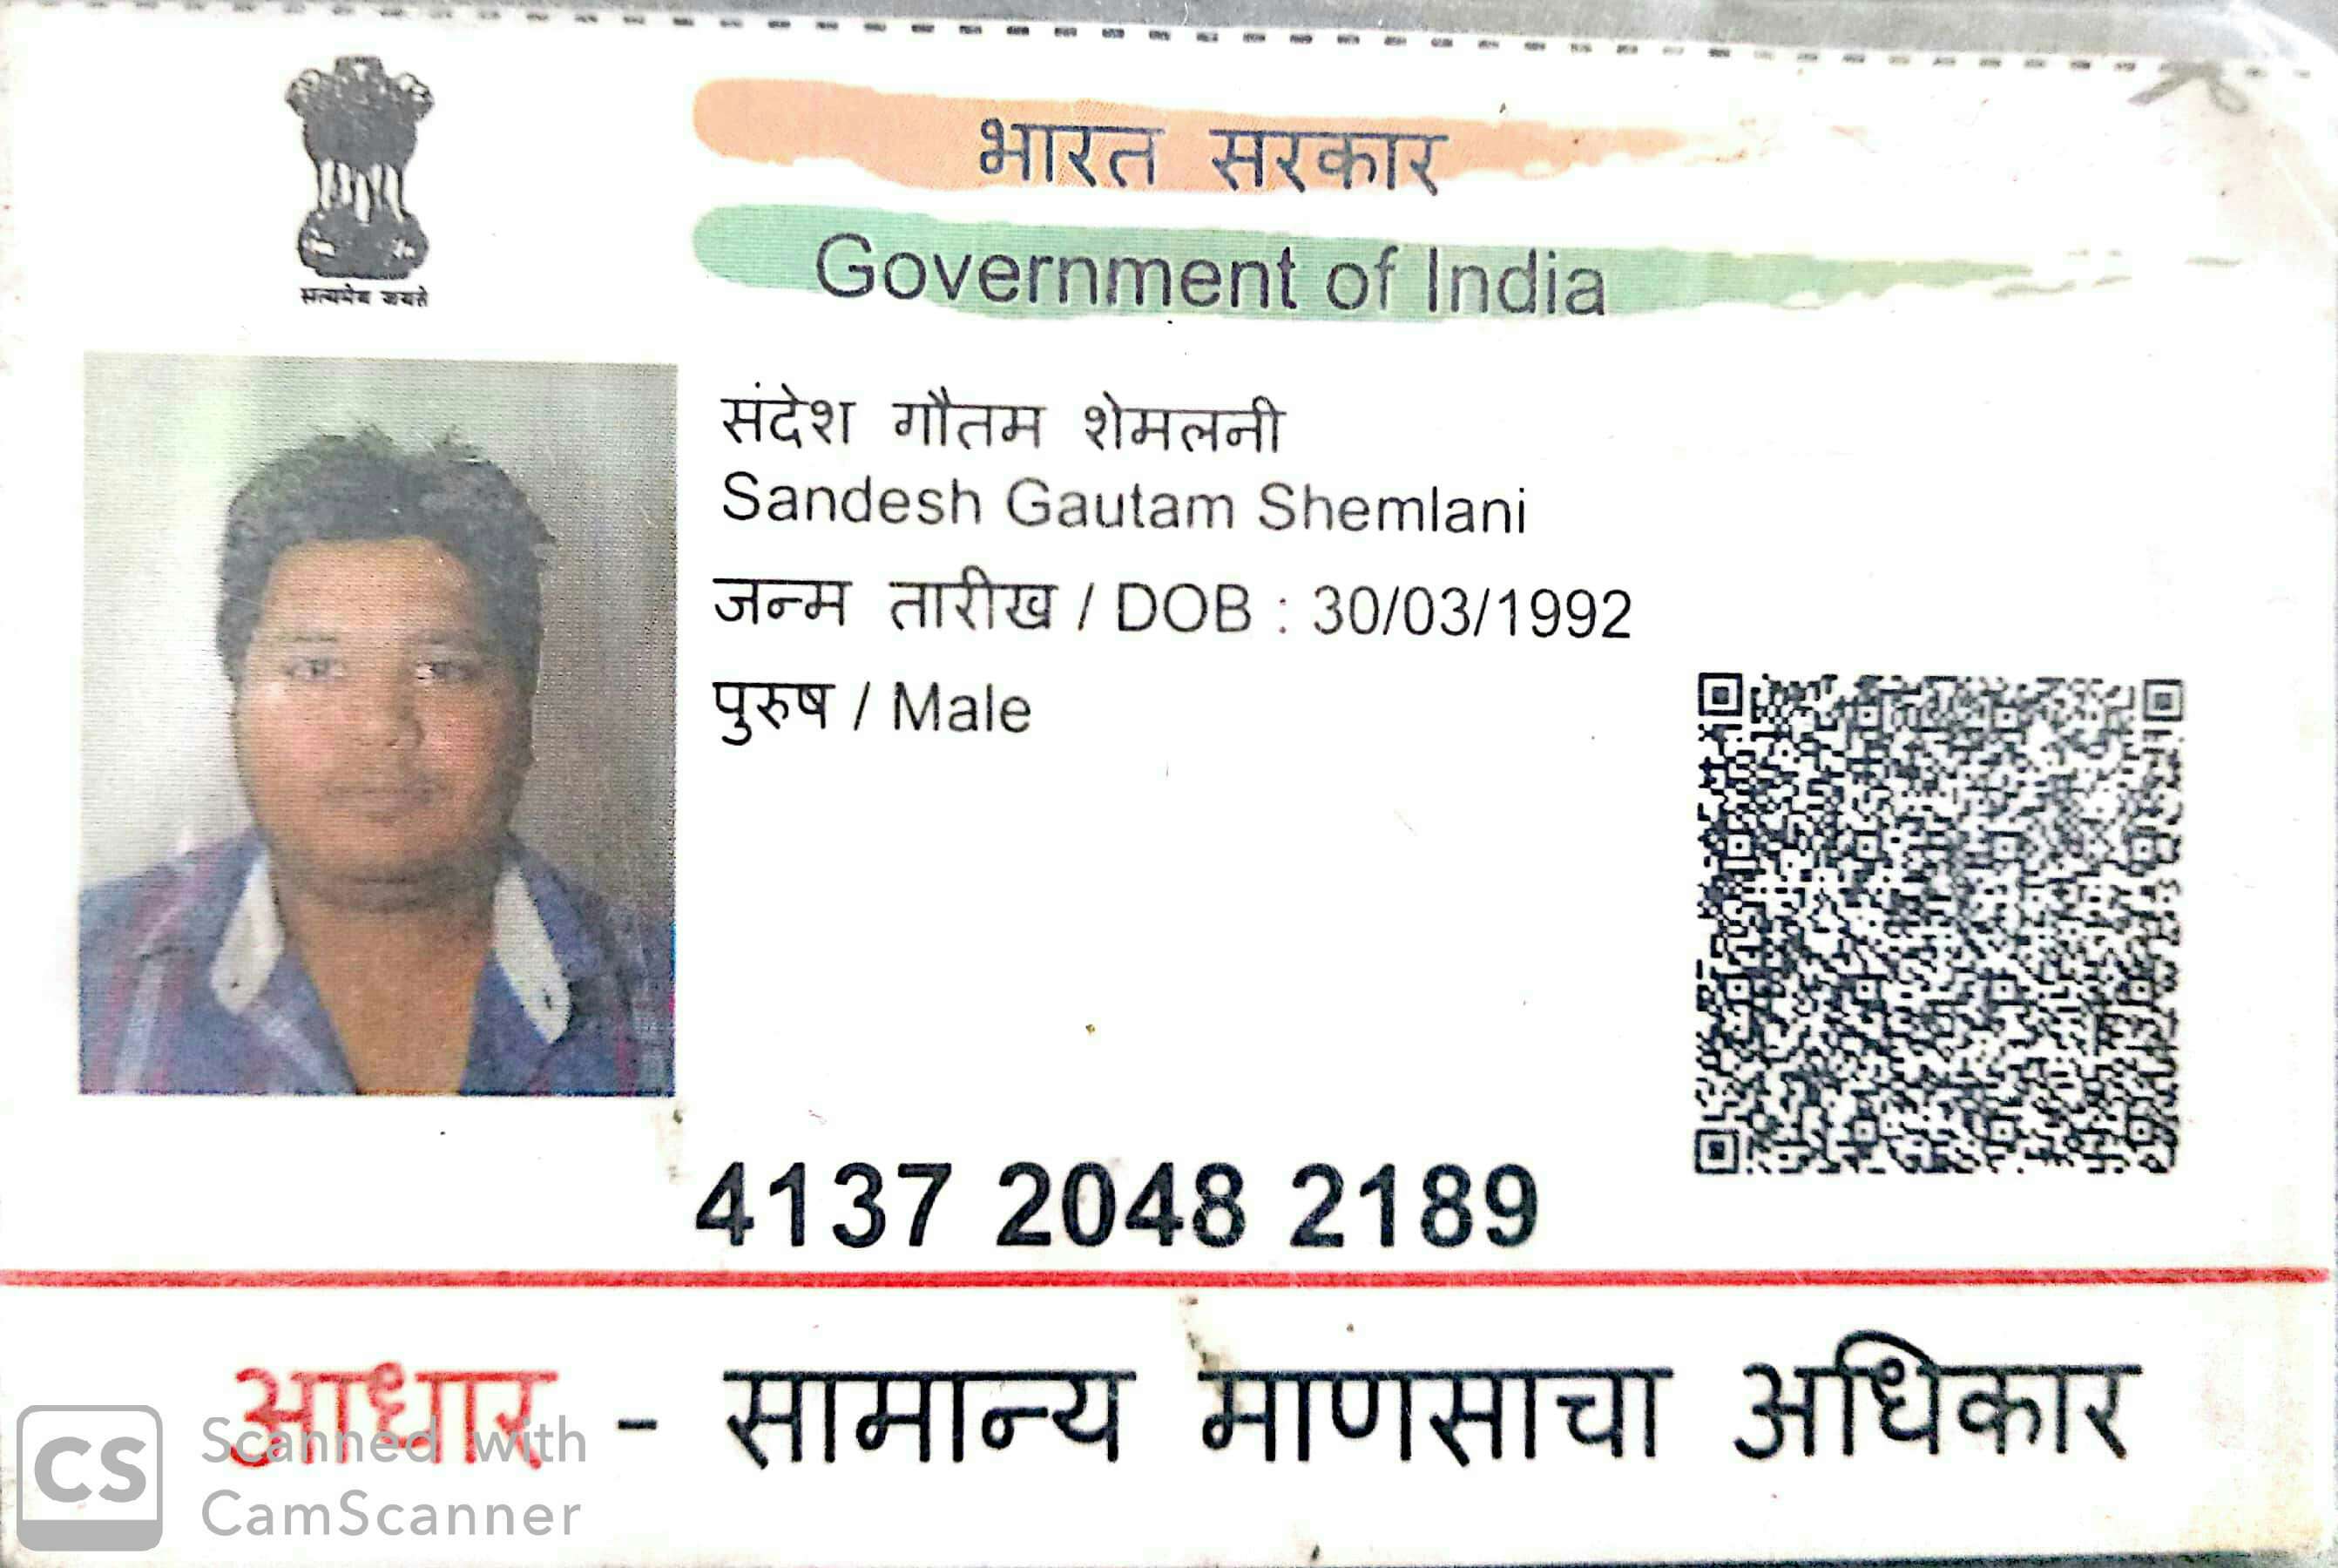 सत्यमेव जयते
भारत सरकार
Government of India
संदेश गौतम शेमलनी
Sandesh Gautam Shemlani
जन्म तारीख / DOB : 30/03/1992
पुरुष / Male
4137 2048 2189
आधार - सामान्य माणसाचा अधिकार
CS Scanned with
CamScanner